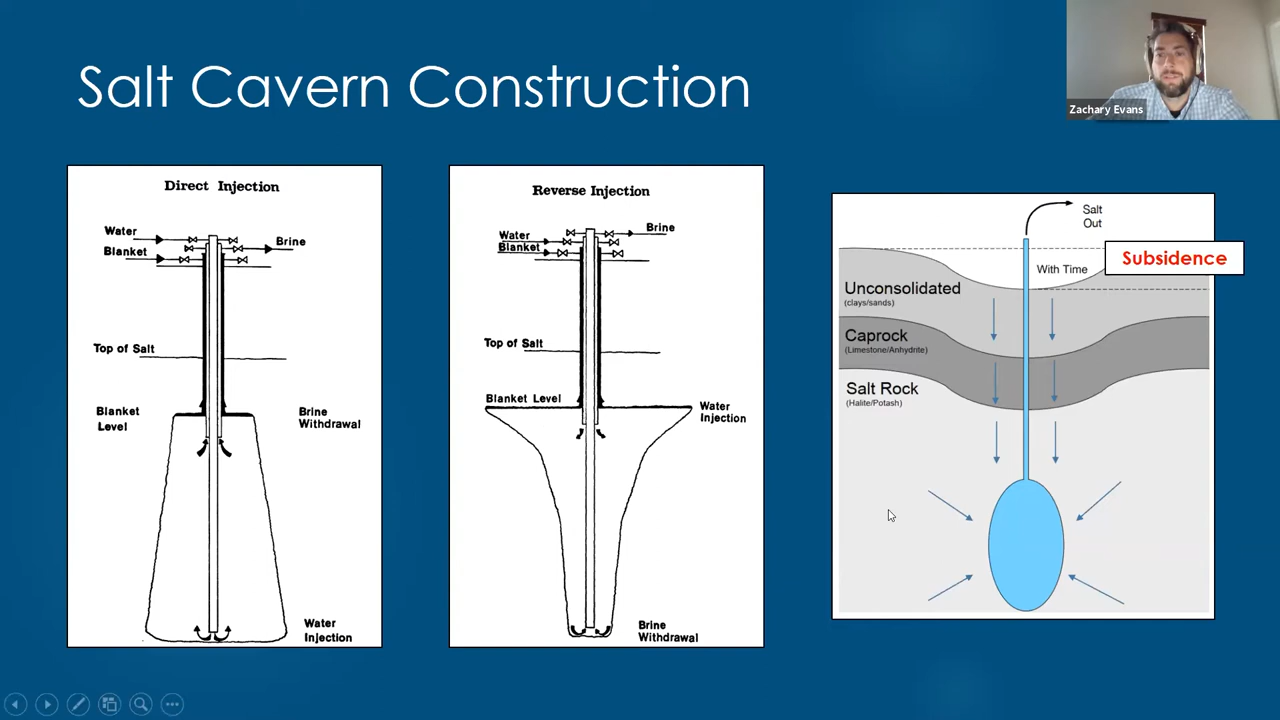 Salt Cavern Construction
Zachary Evans
Direct Injection
Water
Brine
Blanket
Top of Salt
Blanket
Level
Brine
Withdrawal
Water
Injection
Reverse Injection
Water
Brine
Blanket
Top of Salt
Blanket Level
Water
Injection
Brine
Withdrawal
Salt
Out
Subsidence
With Time
Unconsolidated
(clays/sands)
Caprock
(Limestone/Anhydrite)
Salt Rock
(Halite/Potash)